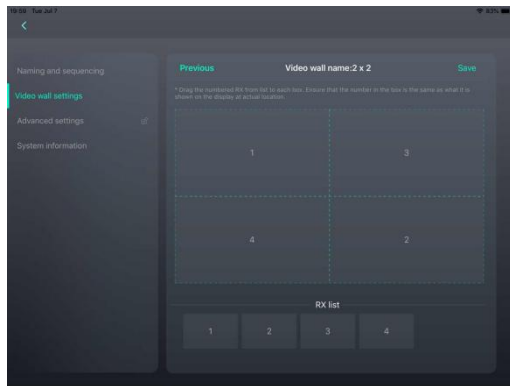 19:59 Tue Jul 7
83%
Naming and sequencing
Video wall settings
Advanced settings
System information
Previous
Video wall name:2 x 2
Save
* Drag the numbered RX from list to each box. Ensure that the number in the box is the same as what it is
shown on the display at actual location.
1
3
4
2
RX list
1 2 3 4